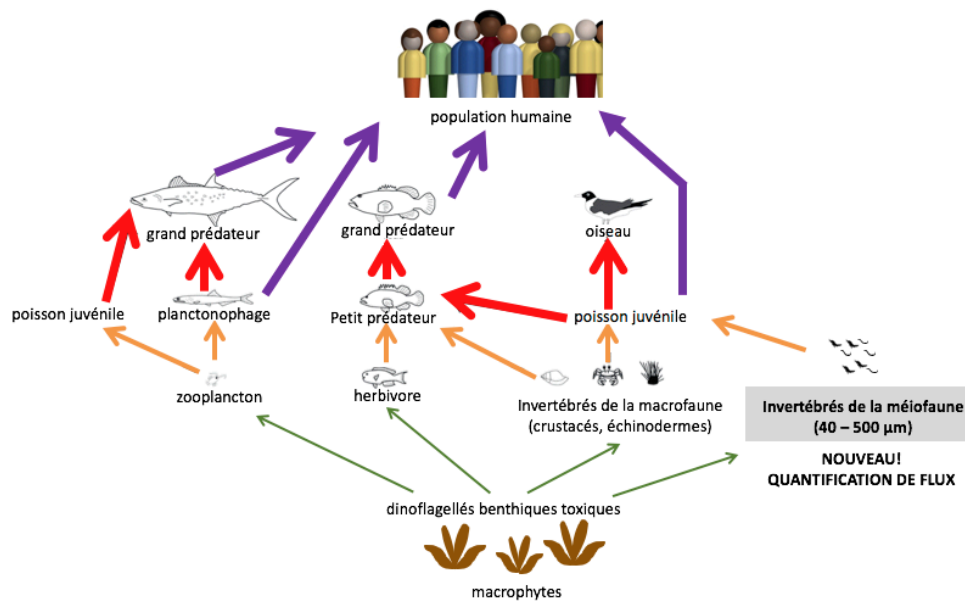 population humaine
grand prédateur
grand prédateur
oiseau
poisson juvénile
planctonophage
Petit prédateur
poisson juvénile
zooplancton
herbivore
Invertébrés de la macrofaune
(crustacés, échinodermes)
Invertébrés de la méiofaune
(40 – 500 µm)
NOUVEAU!
QUANTIFICATION DE FLUX
dinoflagellés benthiques toxiques
macrophytes